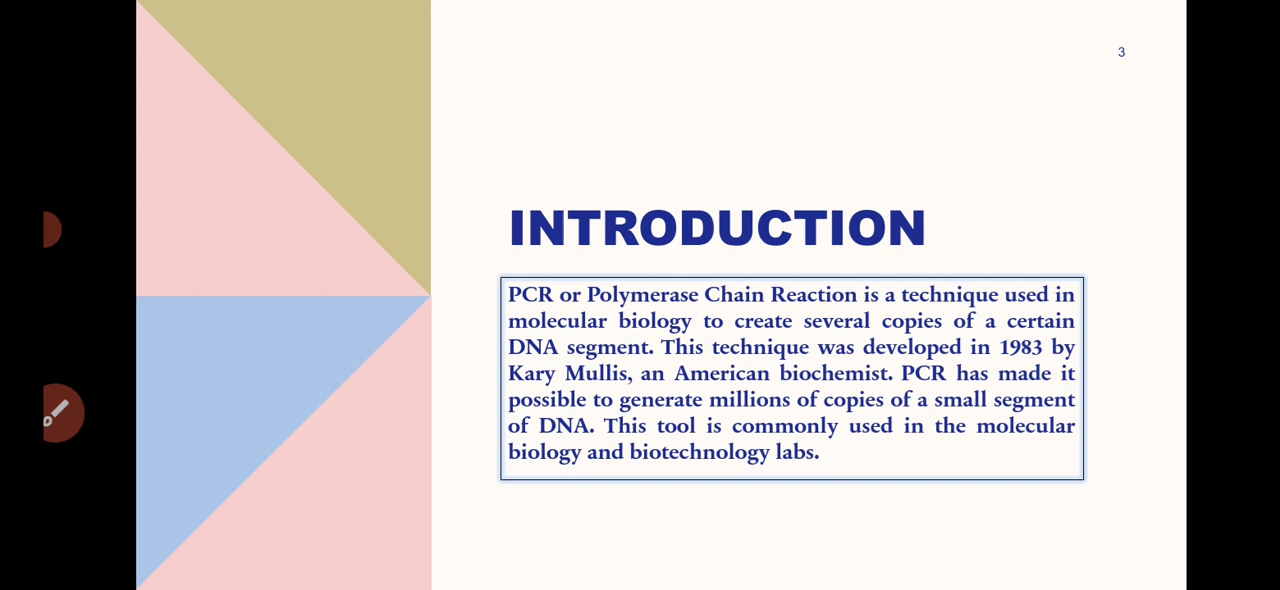 3
INTRODUCTION
PCR or Polymerase Chain Reaction is a technique used in
molecular biology to create several copies of a certain
DNA segment. This technique was developed in 1983 by
Kary Mullis, an American biochemist. PCR has made it
possible to generate millions of copies of a small segment
of DNA. This tool is commonly used in the molecular
biology and biotechnology labs.